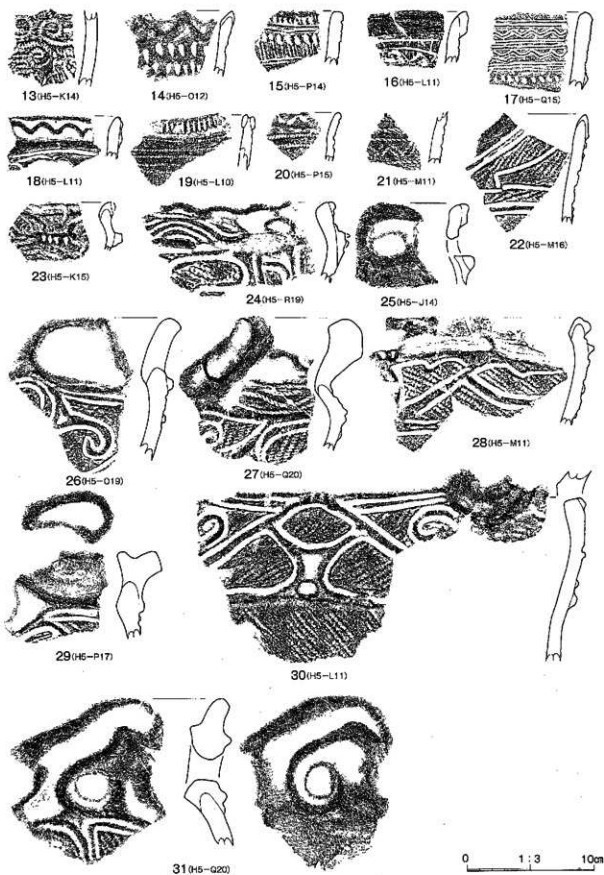 13(H5-K14)
14(H5-O12)
15(H5-P14)
16(H5-L11)
17(H5-Q15)
18(H5-L11)
19(H5-L10)
20(H5-P15)
21(H5-M11)
22(H5-M16)
23(H5-K15)
24(H5-R19)
25(H5-J14)
26(H5-O19)
27(H5-Q20)
28(H5-M11)
29(H5-P17)
30(H5-L11)
31(H5-Q20)
0 1:3 10cm